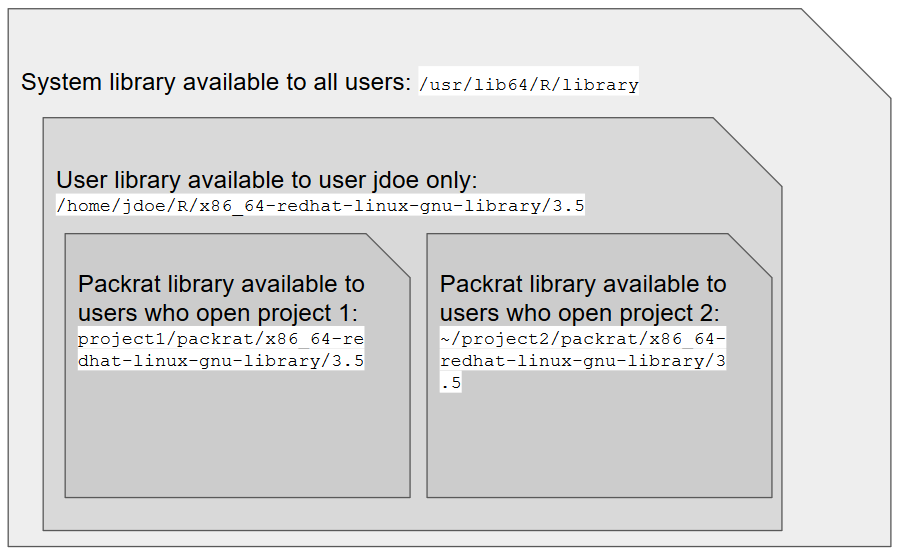 System library available to all users: /usr/lib64/R/library
User library available to user jdoe only:
/home/jdoe/R/x86_64-redhat-linux-gnu-library/3.5
Packrat library available to
users who open project 1:
project1/packrat/x86_64-re
dhat-linux-gnu-library/3.5
Packrat library available to
users who open project 2:
~/project2/packrat/x86_64-
redhat-linux-gnu-library/3
.5